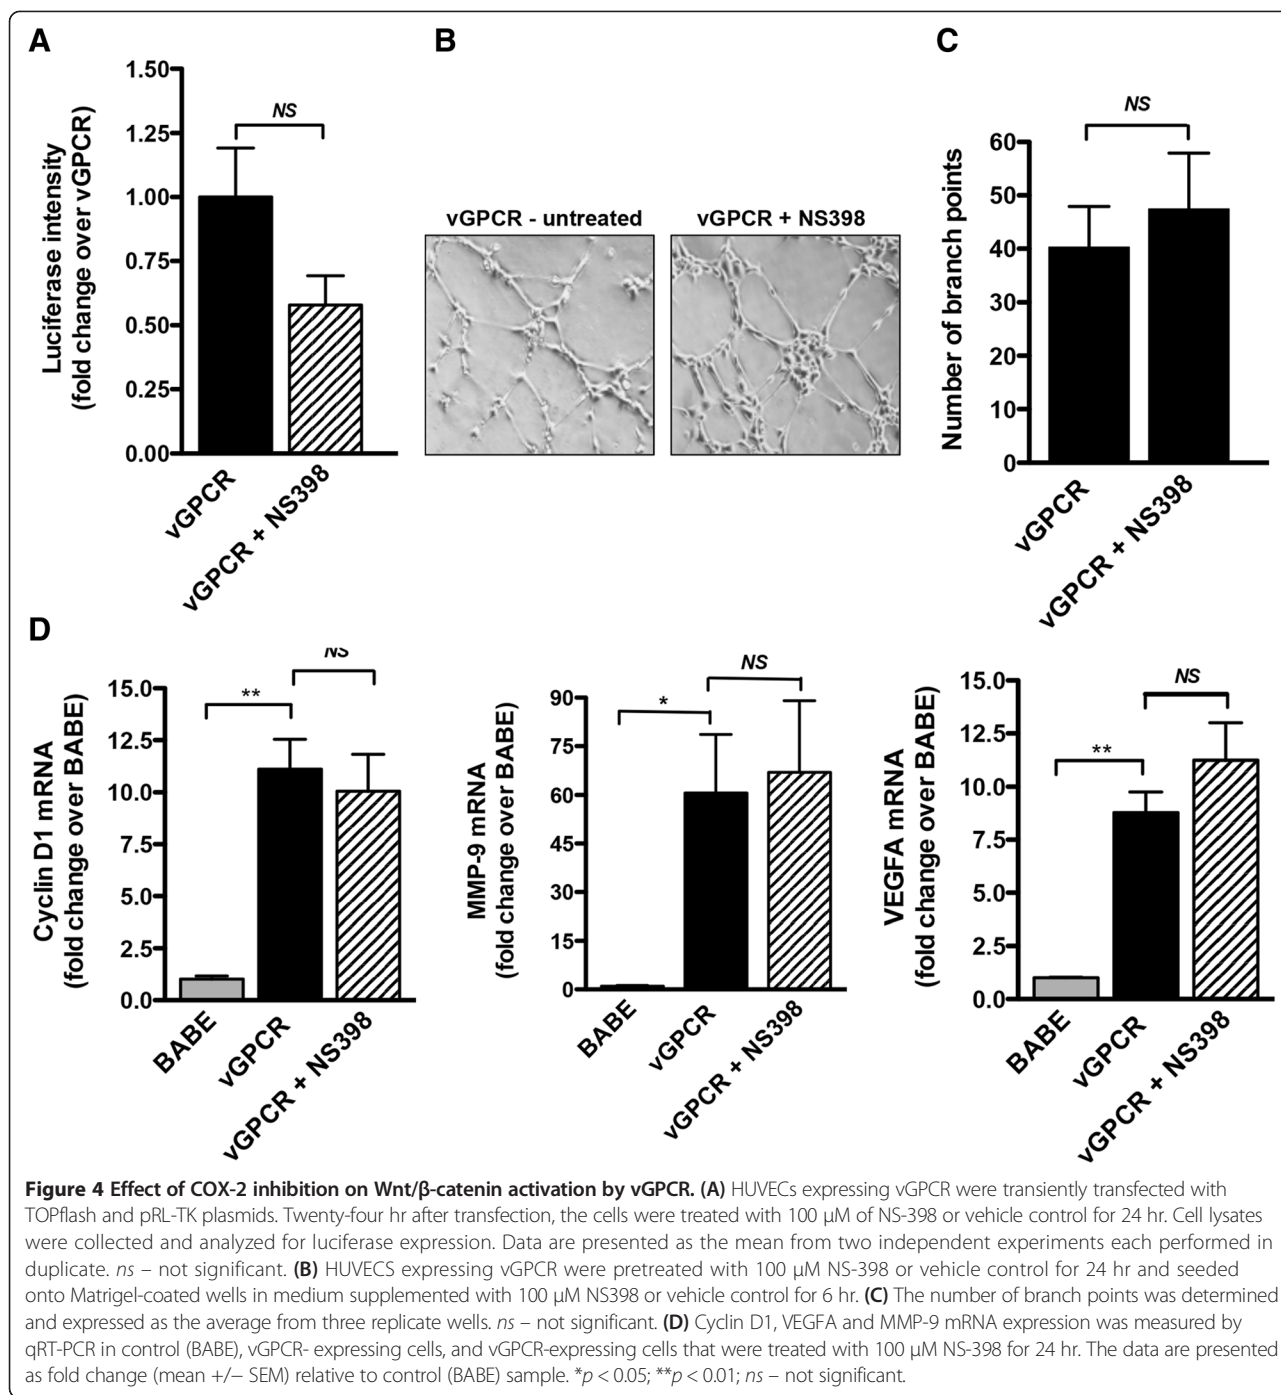 A
B
C
1.50
1.25
1.00
0.75
0.50
0.25
0.00
Luciferase intensity
(fold change over vGPCR)
NS
vGPCR
vGPCR + NS398
vGPCR - untreated
vGPCR + NS398
NS
60
50
40
30
20
10
0
Number of branch points
vGPCR
vGPCR + NS398
D
NS
**
15.0
12.5
10.0
7.5
5.0
2.5
0.0
Cyclin D1 mRNA
(fold change over BABE)
BABE
vGPCR
vGPCR + NS398
NS
*
90
75
60
45
30
15
0
MMP-9 mRNA
(fold change over BABE)
BABE
vGPCR
vGPCR + NS398
NS
**
15.0
12.5
10.0
7.5
5.0
2.5
0.0
VEGFA mRNA
(fold change over BABE)
BABE
vGPCR
vGPCR + NS398
Figure 4 Effect of COX-2 inhibition on Wnt/β-catenin activation by vGPCR. (A) HUVECs expressing vGPCR were transiently transfected with
TOPflash and pRL-TK plasmids. Twenty-four hr after transfection, the cells were treated with 100 μM of NS-398 or vehicle control for 24 hr. Cell lysates
were collected and analyzed for luciferase expression. Data are presented as the mean from two independent experiments each performed in
duplicate. ns – not significant. (B) HUVECS expressing vGPCR were pretreated with 100 μM NS-398 or vehicle control for 24 hr and seeded
onto Matrigel-coated wells in medium supplemented with 100 μM NS398 or vehicle control for 6 hr. (C) The number of branch points was determined
and expressed as the average from three replicate wells. ns – not significant. (D) Cyclin D1, VEGFA and MMP-9 mRNA expression was measured by
qRT-PCR in control (BABE), vGPCR- expressing cells, and vGPCR-expressing cells that were treated with 100 μM NS-398 for 24 hr. The data are presented
as fold change (mean +/− SEM) relative to control (BABE) sample. *p < 0.05; **p < 0.01; ns – not significant.